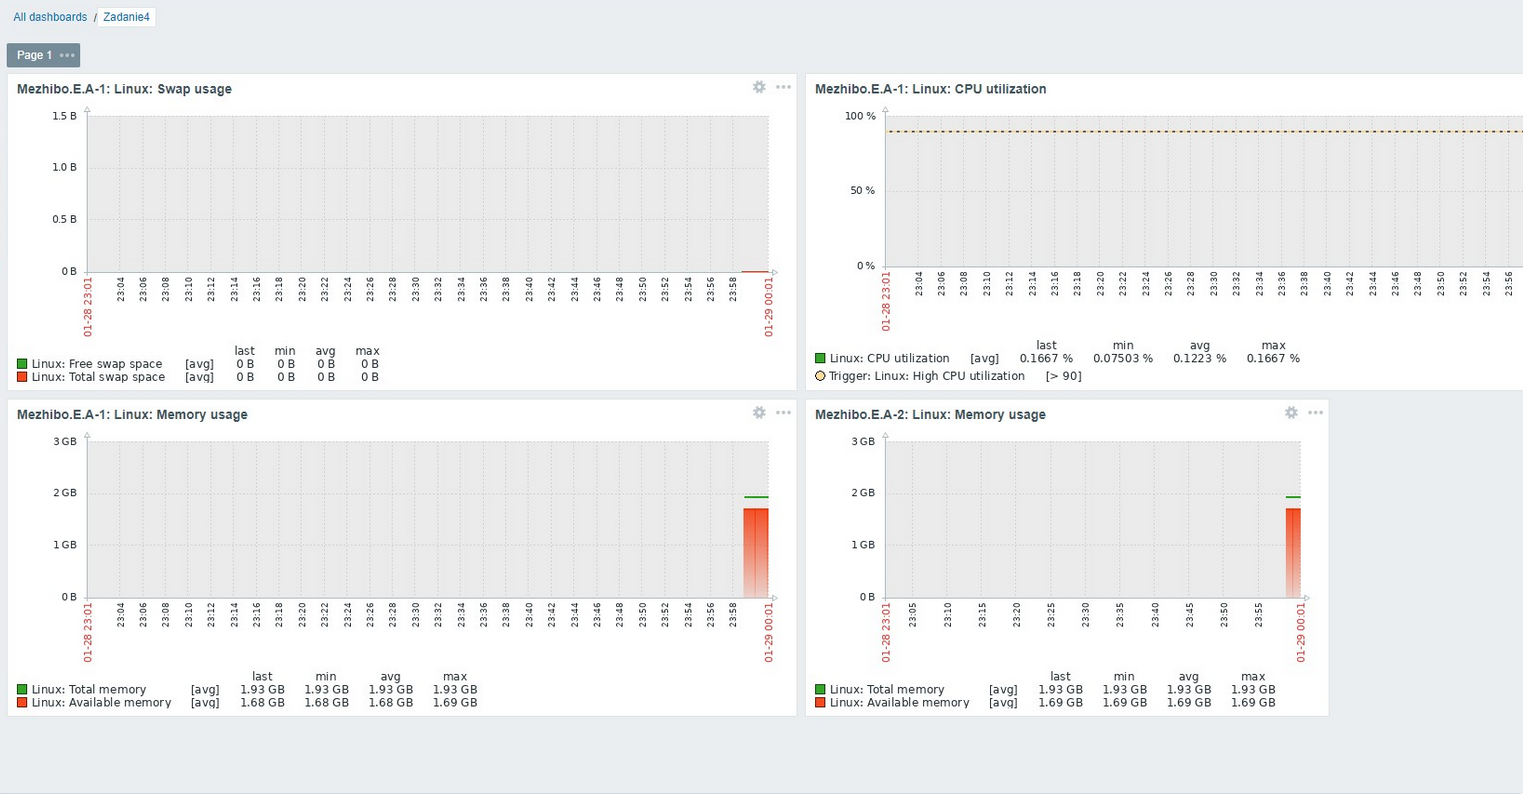 All dashboards / Zadanie4
Page 1
Mezhibo.E.A-1: Linux: Swap usage
1.5 B
1.0 B
0.5 B
0 B
01-28 23:01 23:04 23:06 23:08 23:10 23:12 23:14 23:16 23:18 23:20 23:22 23:24 23:26 23:28 23:30 23:32 23:34 23:36 23:38 23:40 23:42 23:44 23:46 23:48 23:50 23:52 23:54 23:56 23:58 01-29 00:01
last min avg max
Linux: Free swap space [avg] 0 B 0 B 0 B 0 B
Linux: Total swap space [avg] 0 B 0 B 0 B 0 B
Mezhibo.E.A-1: Linux: CPU utilization
100 %
50 %
0 %
01-28 23:01 23:04 23:06 23:08 23:10 23:12 23:14 23:16 23:18 23:20 23:22 23:24 23:26 23:28 23:30 23:32 23:34 23:36 23:38 23:40 23:42 23:44 23:46 23:48 23:50 23:52 23:54 23:56
last min avg max
Linux: CPU utilization [avg] 0.1667 % 0.07503 % 0.1223 % 0.1667 %
Trigger: Linux: High CPU utilization [> 90]
Mezhibo.E.A-1: Linux: Memory usage
3 GB
2 GB
1 GB
0 B
01-28 23:01 23:04 23:06 23:08 23:10 23:12 23:14 23:16 23:18 23:20 23:22 23:24 23:26 23:28 23:30 23:32 23:34 23:36 23:38 23:40 23:42 23:44 23:46 23:48 23:50 23:52 23:54 23:56 23:58 01-29 00:01
last min avg max
Linux: Total memory [avg] 1.93 GB 1.93 GB 1.93 GB 1.93 GB
Linux: Available memory [avg] 1.68 GB 1.68 GB 1.68 GB 1.69 GB
Mezhibo.E.A-2: Linux: Memory usage
3 GB
2 GB
1 GB
0 B
01-28 23:01 23:05 23:10 23:15 23:20 23:25 23:30 23:35 23:40 23:45 23:50 23:55 01-29 00:01
last min avg max
Linux: Total memory [avg] 1.93 GB 1.93 GB 1.93 GB 1.93 GB
Linux: Available memory [avg] 1.69 GB 1.69 GB 1.69 GB 1.69 GB